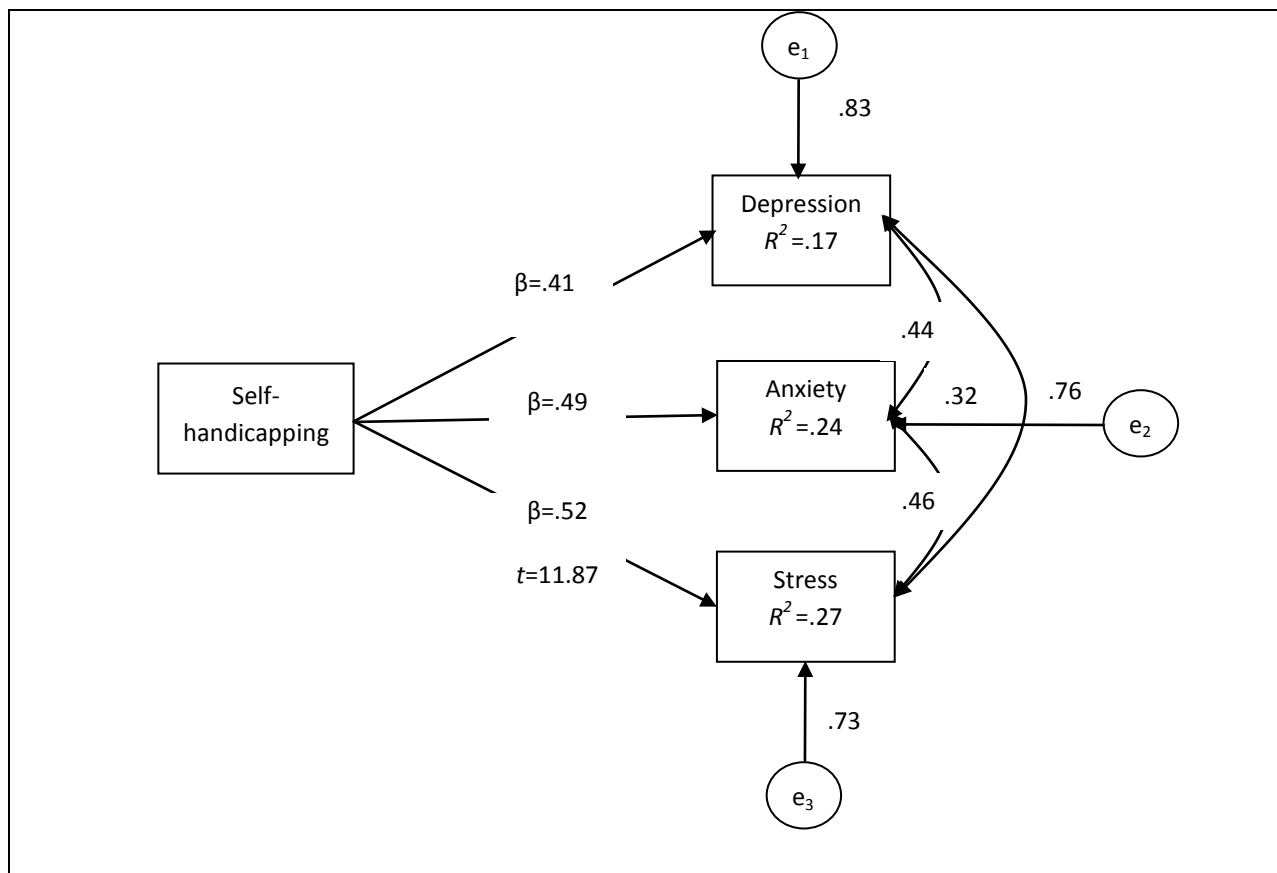 e₁
.83
Depression
R² =.17
β=.41
.44
Self-
handicapping
Anxiety
R² =.24
β=.49
.32
.76
e₂
.46
β=.52
t=11.87
Stress
R² =.27
.73
e₃